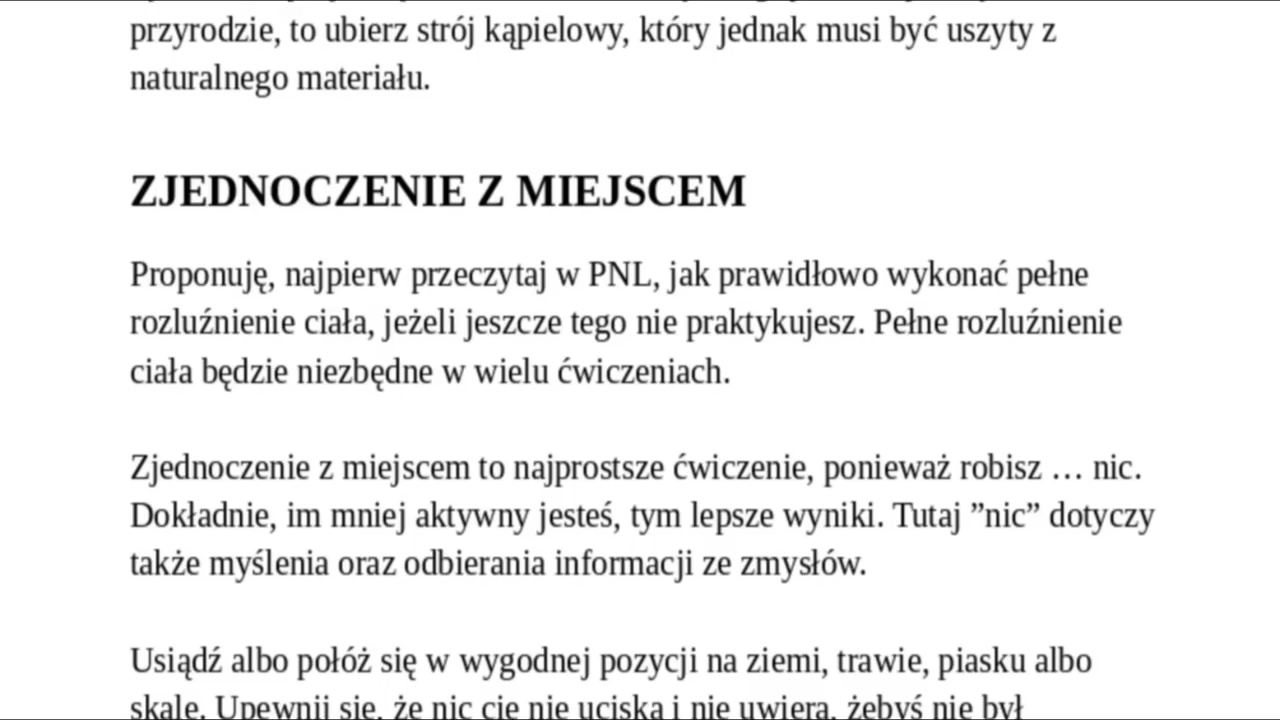 przyrodzie, to ubierz strój kąpielowy, który jednak musi być uszyty z
naturalnego materiału.
ZJEDNOCZENIE Z MIEJSCEM
Proponuję, najpierw przeczytaj w PNL, jak prawidłowo wykonać pełne
rozluźnienie ciała, jeżeli jeszcze tego nie praktykujesz. Pełne rozluźnienie
ciała będzie niezbędne w wielu ćwiczeniach.
Zjednoczenie z miejscem to najprostsze ćwiczenie, ponieważ robisz … nic.
Dokładnie, im mniej aktywny jesteś, tym lepsze wyniki. Tutaj ”nic” dotyczy
także myślenia oraz odbierania informacji ze zmysłów.
Usiądź albo połóż się w wygodnej pozycji na ziemi, trawie, piasku albo
skale. Upewnij się, że nic cię nie uciska i nie uwiera, żebyś nie był